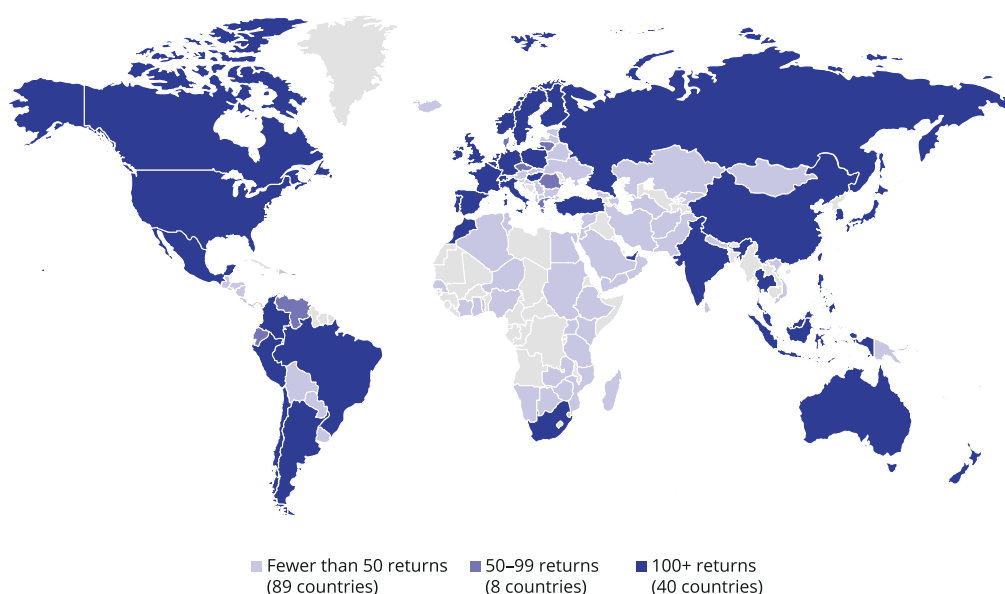 Fewer than 50 returns 50–99 returns 100+ returns
(89 countries) (8 countries) (40 countries)